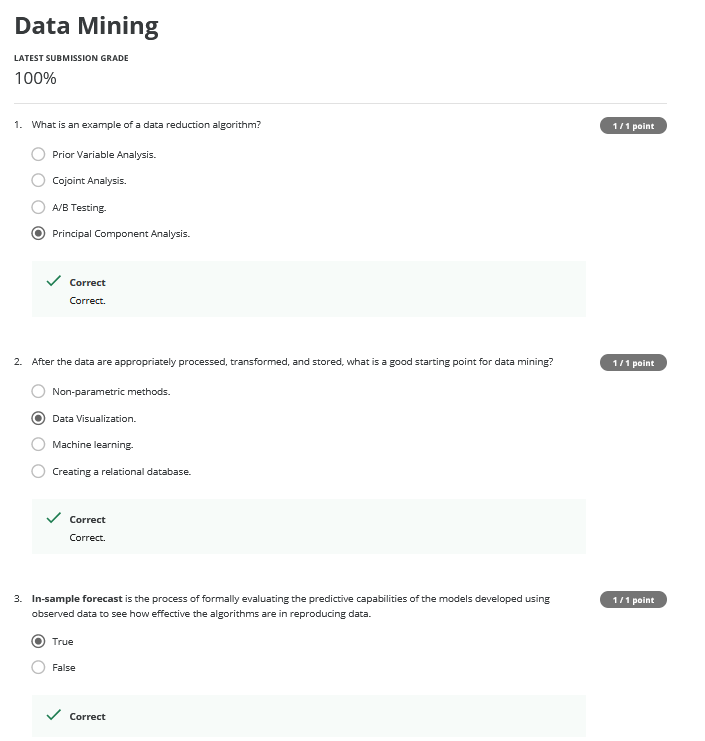 Data Mining
LATEST SUBMISSION GRADE
100%
1. What is an example of a data reduction algorithm?
1 / 1 point
Prior Variable Analysis.
Cojoint Analysis.
A/B Testing.
Principal Component Analysis.
Correct
Correct.
2. After the data are appropriately processed, transformed, and stored, what is a good starting point for data mining?
1 / 1 point
Non-parametric methods.
Data Visualization.
Machine learning.
Creating a relational database.
Correct
Correct.
3. In-sample forecast is the process of formally evaluating the predictive capabilities of the models developed using
observed data to see how effective the algorithms are in reproducing data.
1 / 1 point
True
False
Correct